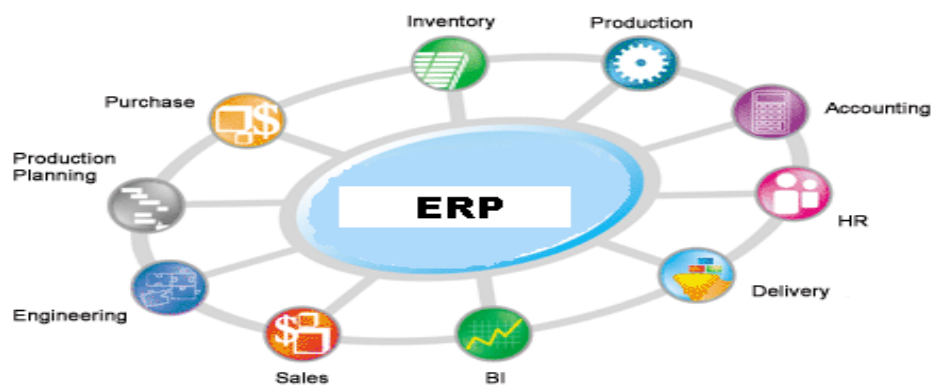 Inventory
Production
Purchase
Accounting
Production
Planning
ERP
HR
Delivery
Engineering
Sales
BI
$
$